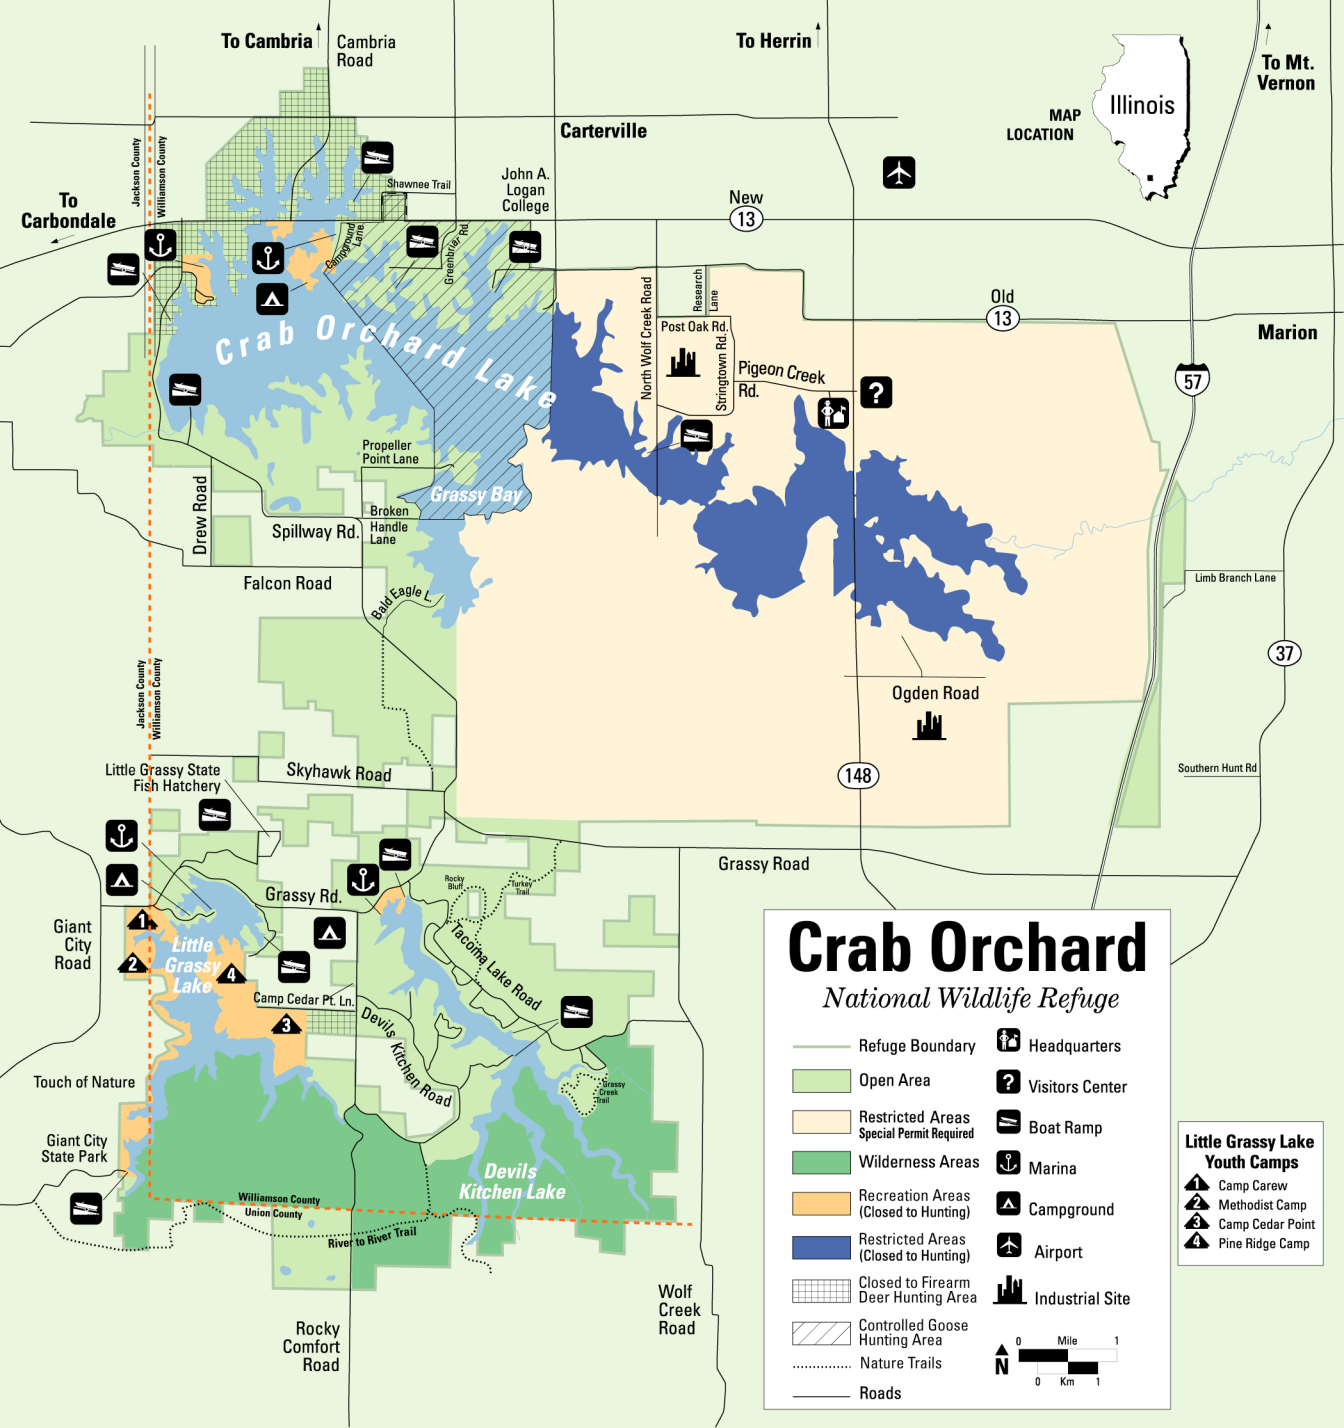 To Cambria
Cambria
Road
To Herrin
To Mt.
Vernon
Illinois
MAP
LOCATION
Carterville
Jackson County
Williamson County
To
Carbondale
Shawnee Trail
John A.
Logan
College
New
13
Campground
Lane
Greenbriar Rd.
Crab Orchard Lake
North Wolf Creek Road
Research
Lane
Old
13
Marion
Post Oak Rd.
Stringtown Rd.
Pigeon Creek
Rd.
?
57
Propeller
Point Lane
Grassy Bay
Drew Road
Broken
Handle
Lane
Spillway Rd.
Falcon Road
Bald Eagle L.
Limb Branch Lane
37
Jackson County
Williamson County
Ogden Road
Little Grassy State
Fish Hatchery
Skyhawk Road
148
Southern Hunt Rd
Grassy Road
Rocky
Bluff
Turkey
Trail
Grassy Rd.
Giant
City
Road
1
2
Little
Grassy
Lake
4
Tacoma Lake Road
Camp Cedar Pt. Ln.
3
Devils Kitchen Road
Touch of Nature
Grassy
Creek
Trail
Giant City
State Park
Devils
Kitchen Lake
Williamson County
Union County
River to River Trail
Wolf
Creek
Road
Rocky
Comfort
Road
Crab Orchard
National Wildlife Refuge
Refuge Boundary
Open Area
Restricted Areas
Special Permit Required
Wilderness Areas
Recreation Areas
(Closed to Hunting)
Restricted Areas
(Closed to Hunting)
Closed to Firearm
Deer Hunting Area
Controlled Goose
Hunting Area
Nature Trails
Roads
Headquarters
? Visitors Center
Boat Ramp
Marina
Campground
Airport
Industrial Site
N
0 Mile 1
0 Km 1
Little Grassy Lake
Youth Camps
1 Camp Carew
2 Methodist Camp
3 Camp Cedar Point
4 Pine Ridge Camp